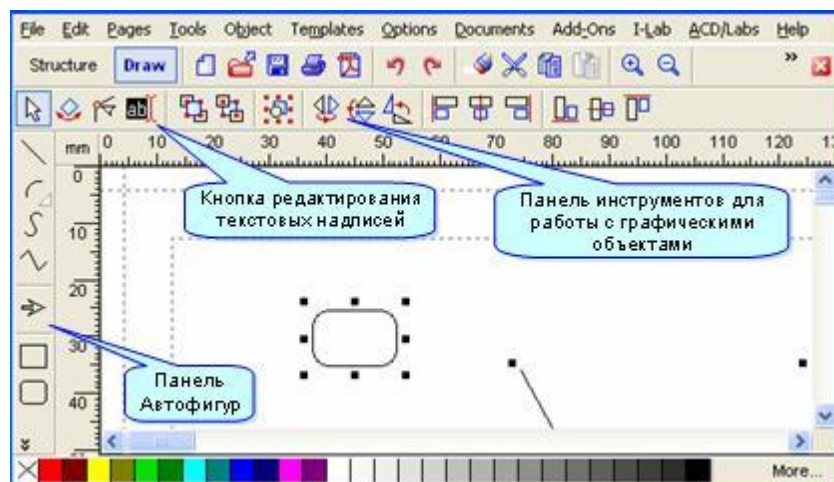 File Edit Pages Tools Object Templates Options Documents Add-Ons I-Lab ACD/Labs Help
Structure Draw »
ab
mm 0 10 20 30 40 50 70 80 90 100 110 120
0
10
20
30
40
Кнопка редактирования
текстовых надписей
Панель инструментов для
работы с графическими
объектами
Панель
Автофигур
More...